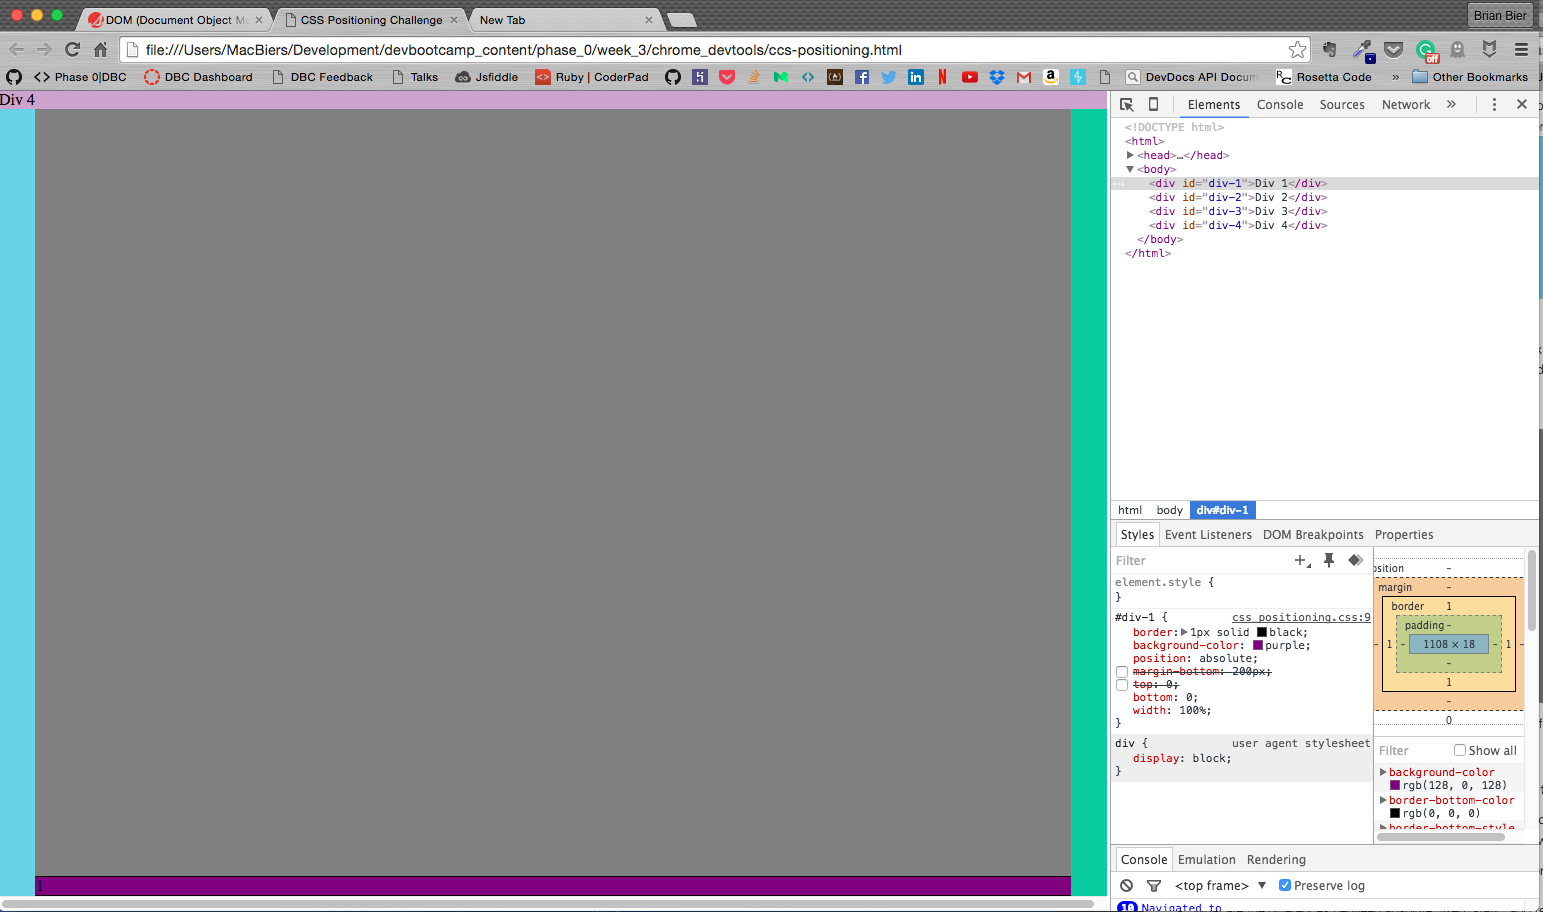 DOM (Document Object Mo
CSS Positioning Challenge
New Tab
Brian Bier
file:///Users/MacBiers/Development/devbootcamp_content/phase_0/week_3/chrome_devtools/ccs-positioning.html
off
<> Phase 0|DBC
DBC Dashboard
DBC Feedback
Talks
Jsfiddle
Ruby | CoderPad
DevDocs API Docum
Rosetta Code
»
Other Bookmarks
Div 4
1
Elements Console Sources Network »
<!DOCTYPE html>
<html>
<head>…</head>
<body>
<div id="div-1">Div 1</div>
<div id="div-2">Div 2</div>
<div id="div-3">Div 3</div>
<div id="div-4">Div 4</div>
</body>
</html>
html body div#div-1
Styles Event Listeners DOM Breakpoints Properties
Filter
element.style {
}
#div-1 { css_positioning.css:9
border: 1px solid black;
background-color: purple;
position: absolute;
margin-bottom: 200px;
top: 0;
bottom: 0;
width: 100%;
}
div { user agent stylesheet
display: block;
}
osition -
margin -
border 1
padding -
- 1 - 1108 × 18 - 1 -
-
1
-
0
Filter Show all
background-color
rgb(128, 0, 128)
border-bottom-color
rgb(0, 0, 0)
border-bottom-style
Console Emulation Rendering
<top frame> ▼ Preserve log
10 Navigated to